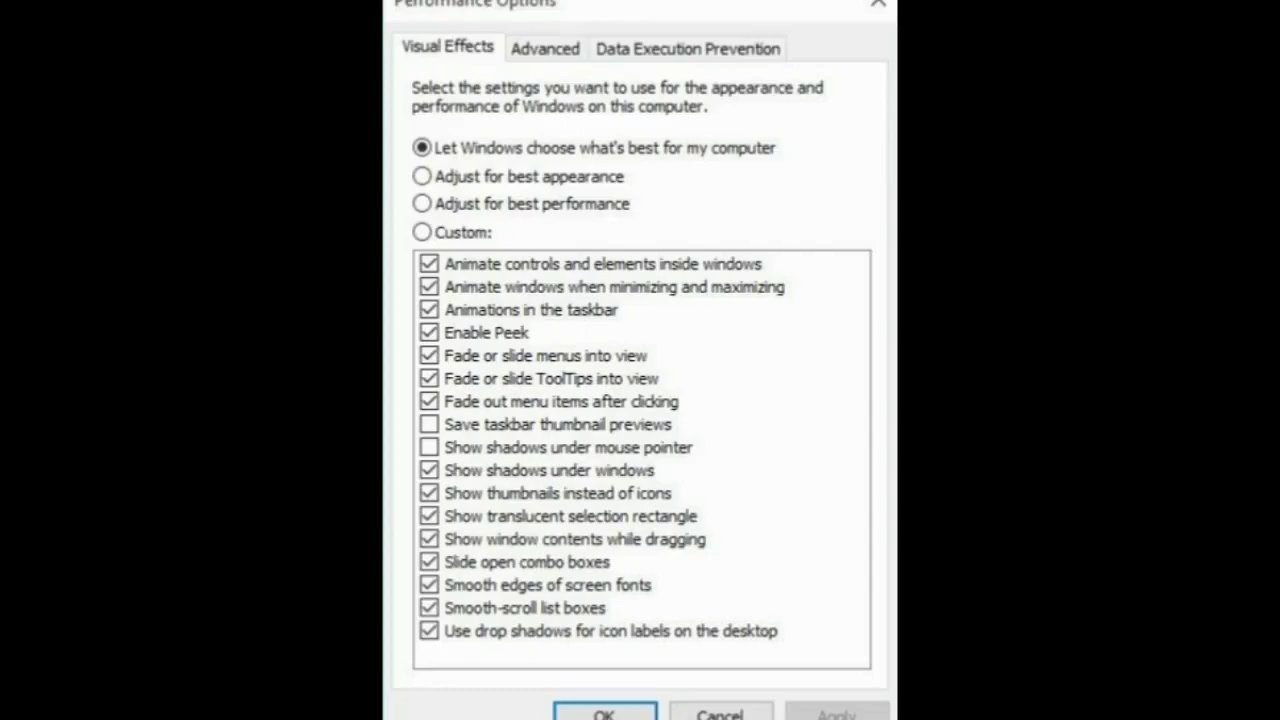 Performance Options
Visual Effects
Advanced
Data Execution Prevention
Select the settings you want to use for the appearance and
performance of Windows on this computer.
Let Windows choose what's best for my computer
Adjust for best appearance
Adjust for best performance
Custom:
Animate controls and elements inside windows
Animate windows when minimizing and maximizing
Animations in the taskbar
Enable Peek
Fade or slide menus into view
Fade or slide ToolTips into view
Fade out menu items after clicking
Save taskbar thumbnail previews
Show shadows under mouse pointer
Show shadows under windows
Show thumbnails instead of icons
Show translucent selection rectangle
Show window contents while dragging
Slide open combo boxes
Smooth edges of screen fonts
Smooth-scroll list boxes
Use drop shadows for icon labels on the desktop
OK
Cancel
Apply